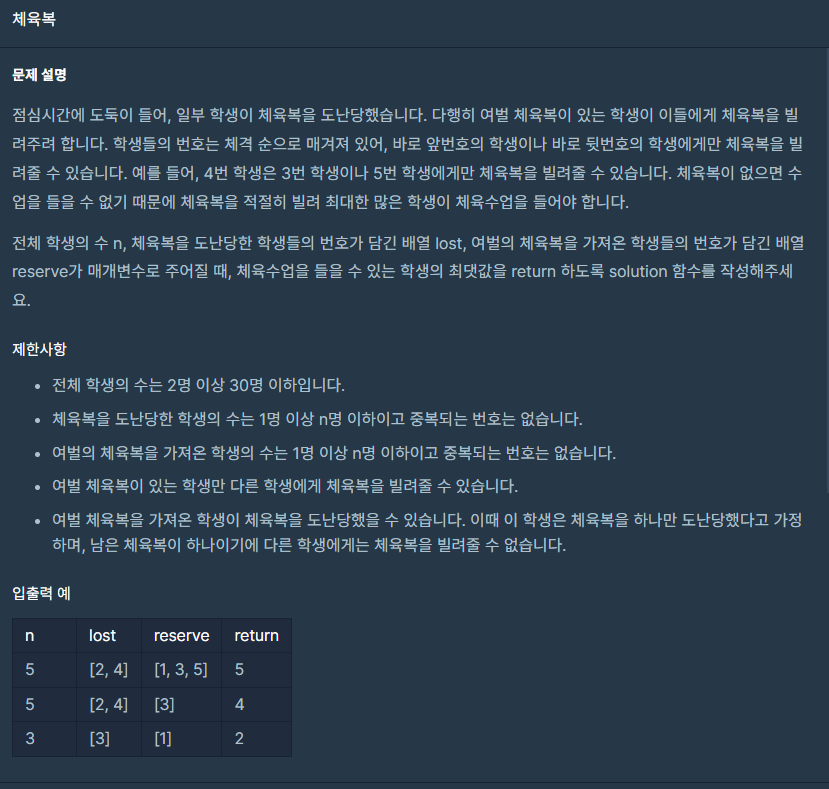 체육복
문제 설명
점심시간에 도둑이 들어, 일부 학생이 체육복을 도난당했습니다. 다행히 여벌 체육복이 있는 학생이 이들에게 체육복을 빌
려주려 합니다. 학생들의 번호는 체격 순으로 매겨져 있어, 바로 앞번호의 학생이나 바로 뒷번호의 학생에게만 체육복을 빌
려줄 수 있습니다. 예를 들어, 4번 학생은 3번 학생이나 5번 학생에게만 체육복을 빌려줄 수 있습니다. 체육복이 없으면 수
업을 들을 수 없기 때문에 체육복을 적절히 빌려 최대한 많은 학생이 체육수업을 들어야 합니다.
전체 학생의 수 n, 체육복을 도난당한 학생들의 번호가 담긴 배열 lost, 여벌의 체육복을 가져온 학생들의 번호가 담긴 배열
reserve가 매개변수로 주어질 때, 체육수업을 들을 수 있는 학생의 최댓값을 return 하도록 solution 함수를 작성해주세
요.
제한사항
• 전체 학생의 수는 2명 이상 30명 이하입니다.
• 체육복을 도난당한 학생의 수는 1명 이상 n명 이하이고 중복되는 번호는 없습니다.
• 여벌의 체육복을 가져온 학생의 수는 1명 이상 n명 이하이고 중복되는 번호는 없습니다.
• 여벌 체육복이 있는 학생만 다른 학생에게 체육복을 빌려줄 수 있습니다.
• 여벌 체육복을 가져온 학생이 체육복을 도난당했을 수 있습니다. 이때 이 학생은 체육복을 하나만 도난당했다고 가정
하며, 남은 체육복이 하나이기에 다른 학생에게는 체육복을 빌려줄 수 없습니다.
입출력 예
n lost reserve return
5 [2, 4] [1, 3, 5] 5
5 [2, 4] [3] 4
3 [3] [1] 2